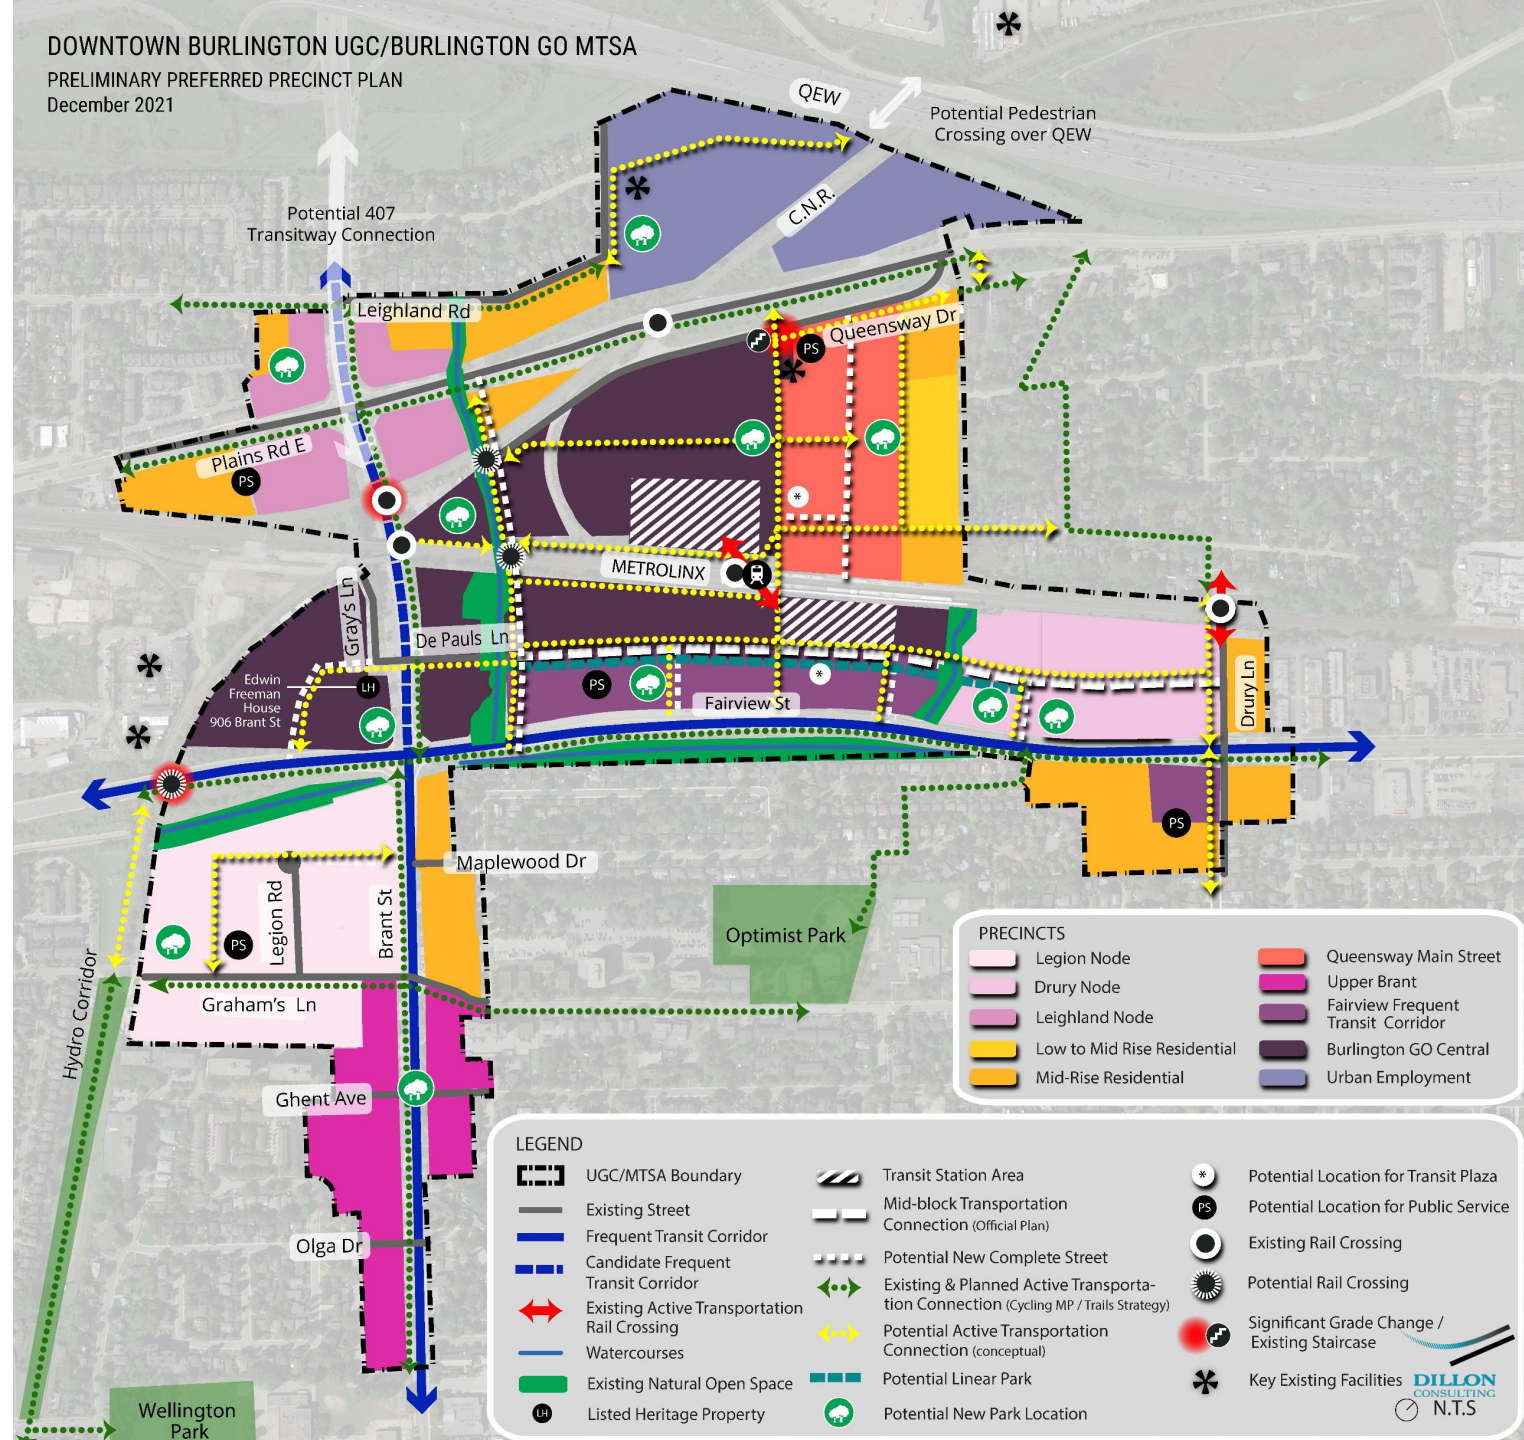 DOWNTOWN BURLINGTON UGC/BURLINGTON GO MTSA
PRELIMINARY PREFERRED PRECINCT PLAN
December 2021
QEW
Potential Pedestrian
Crossing over QEW
C.N.R.
Potential 407
Transitway Connection
Leighland Rd
Queensway Dr
PS
Plains Rd E
PS
*
METROLINX
Gray's Ln
De Pauls Ln
Edwin
Freeman
House
906 Brant St
LH
PS
*
Fairview St
Drury Ln
PS
Maplewood Dr
Legion Rd
Brant St
PS
Optimist Park
Graham's Ln
Hydro Corridor
Ghent Ave
Olga Dr
Wellington
Park
PRECINCTS
Legion Node
Drury Node
Leighland Node
Low to Mid Rise Residential
Mid-Rise Residential
Queensway Main Street
Upper Brant
Fairview Frequent
Transit Corridor
Burlington GO Central
Urban Employment
LEGEND
UGC/MTSA Boundary
Existing Street
Frequent Transit Corridor
Candidate Frequent
Transit Corridor
Existing Active Transportation
Rail Crossing
Watercourses
Existing Natural Open Space
LH Listed Heritage Property
Transit Station Area
Mid-block Transportation
Connection (Official Plan)
Potential New Complete Street
Existing & Planned Active Transporta-
tion Connection (Cycling MP / Trails Strategy)
Potential Active Transportation
Connection (conceptual)
Potential Linear Park
Potential New Park Location
* Potential Location for Transit Plaza
PS Potential Location for Public Service
Existing Rail Crossing
Potential Rail Crossing
Significant Grade Change /
Existing Staircase
Key Existing Facilities
DILLON
CONSULTING
N.T.S